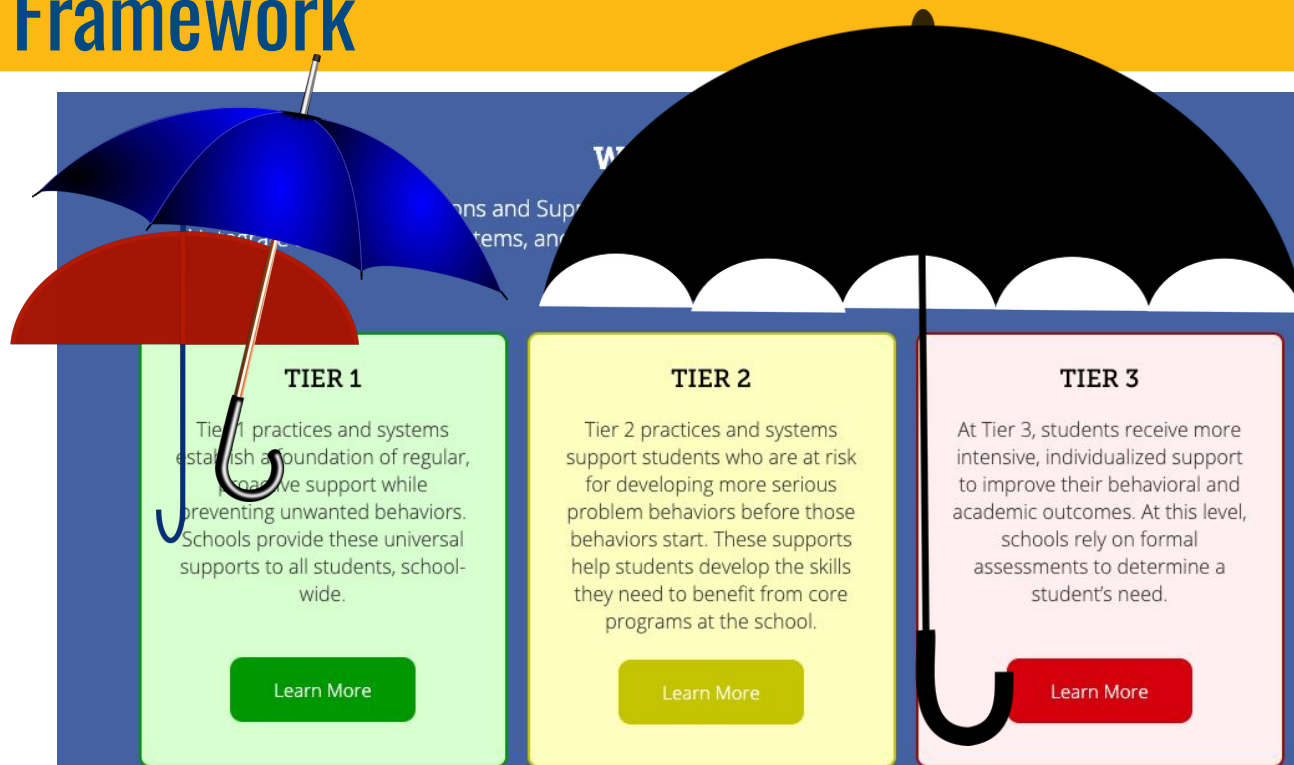 Framework
ons and Sup
tems, and
TIER 1
Tier 1 practices and systems
establish a foundation of regular,
proactive support while
preventing unwanted behaviors.
Schools provide these universal
supports to all students, school-
wide.
Learn More
TIER 2
Tier 2 practices and systems
support students who are at risk
for developing more serious
problem behaviors before those
behaviors start. These supports
help students develop the skills
they need to benefit from core
programs at the school.
Learn More
TIER 3
At Tier 3, students receive more
intensive, individualized support
to improve their behavioral and
academic outcomes. At this level,
schools rely on formal
assessments to determine a
student's need.
Learn More